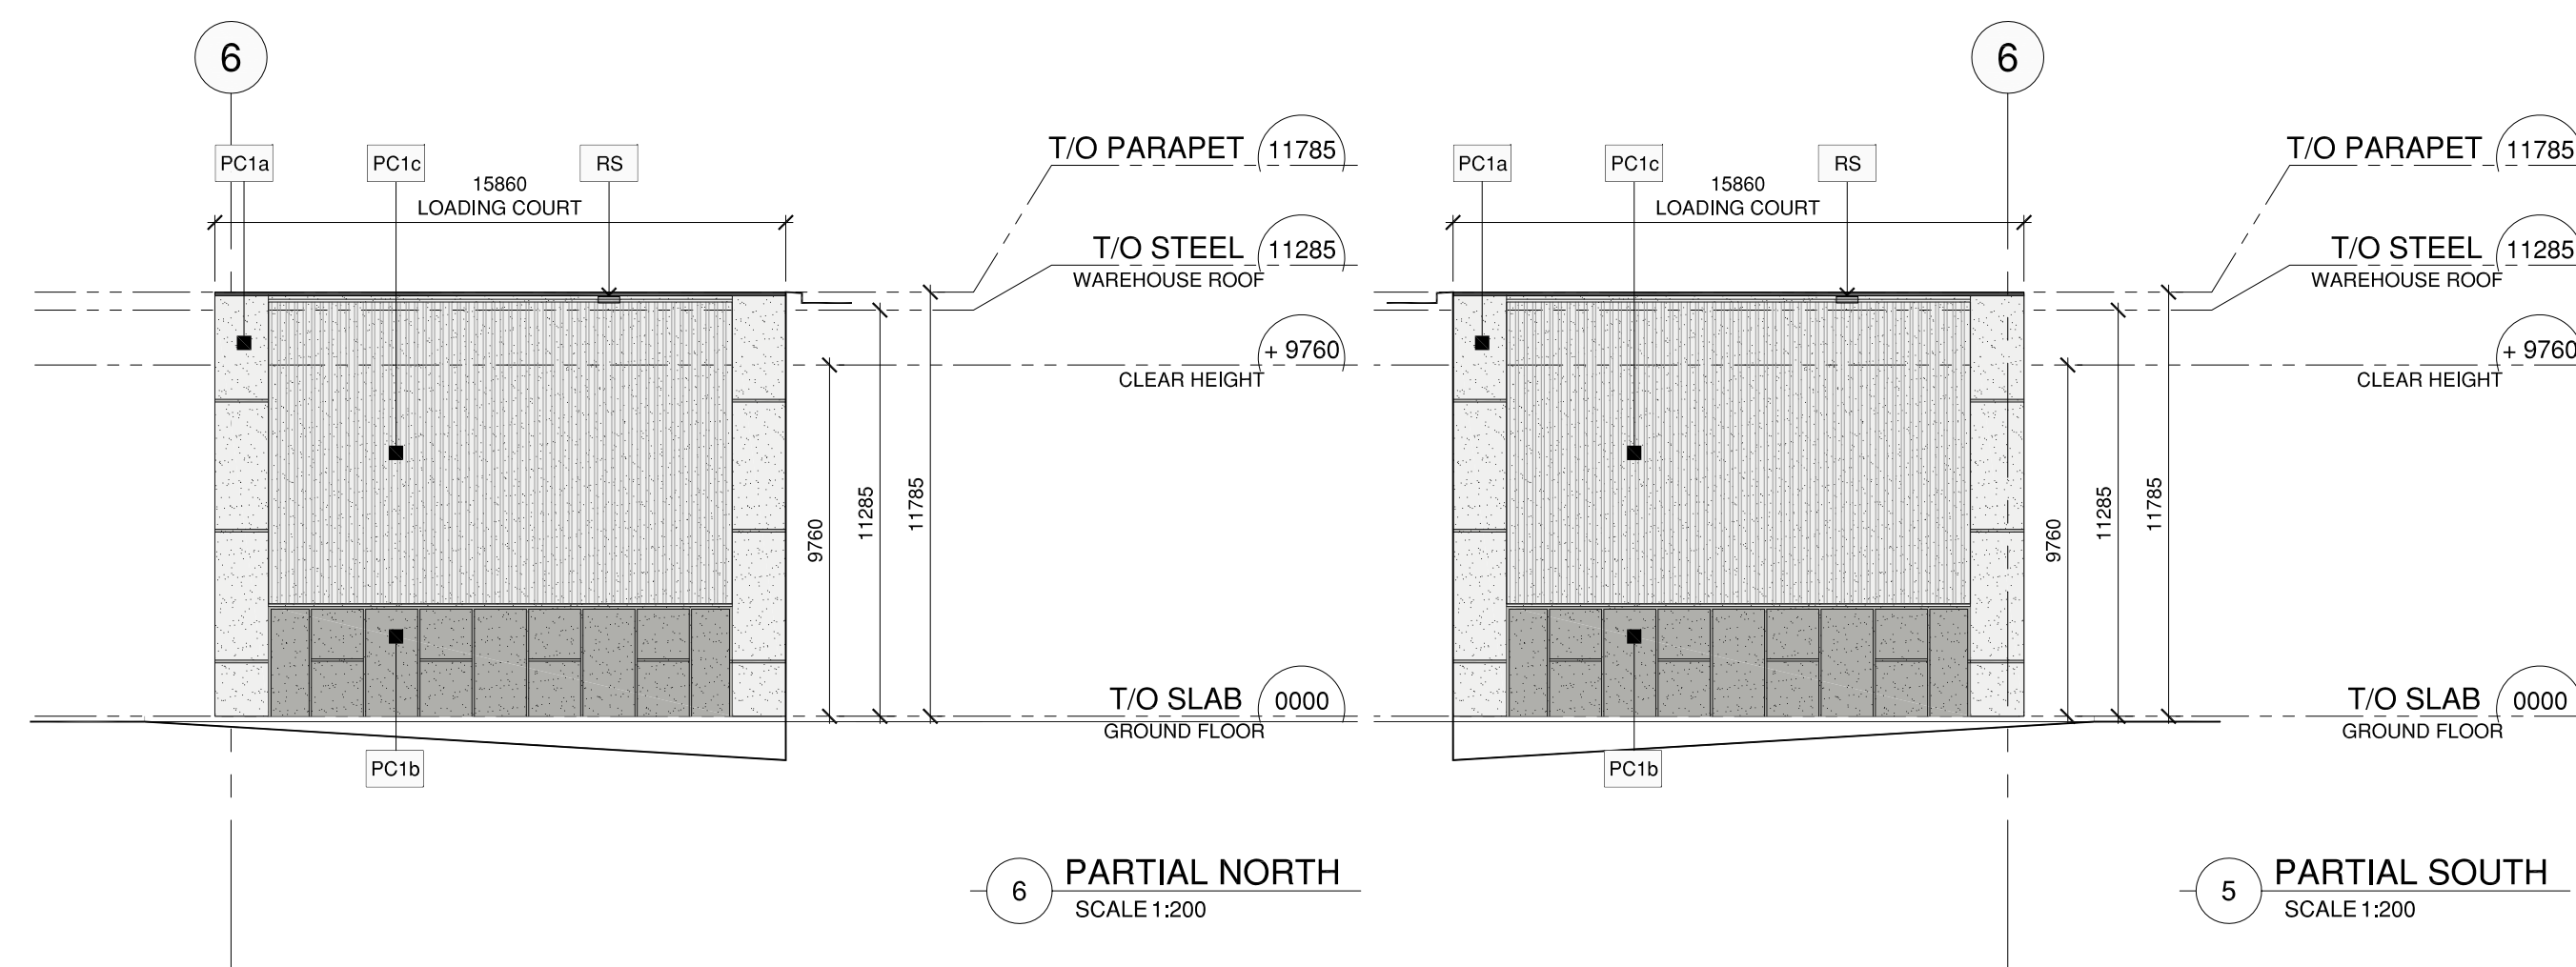 6
PC1a
PC1c
RS
15860
LOADING COURT
T/O PARAPET 11785
T/O STEEL 11285
WAREHOUSE ROOF
+ 9760
CLEAR HEIGHT
9760
11285
11785
T/O SLAB 0000
GROUND FLOOR
PC1b
6 PARTIAL NORTH
SCALE 1:200
6
PC1a
PC1c
RS
15860
LOADING COURT
T/O PARAPET 11785
T/O STEEL 11285
WAREHOUSE ROOF
+ 9760
CLEAR HEIGHT
9760
11285
11785
T/O SLAB 0000
GROUND FLOOR
PC1b
5 PARTIAL SOUTH
SCALE 1:200